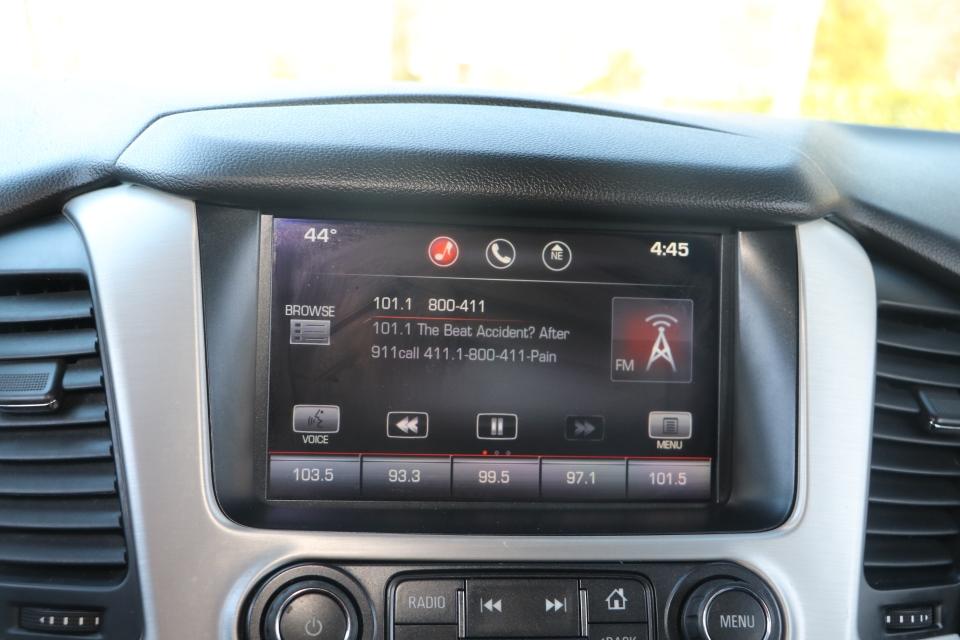 44° NE 4:45
BROWSE 101.1 800-411
101.1 The Beat Accident? After
911call 411.1-800-411-Pain
FM
VOICE MENU
103.5 93.3 99.5 97.1 101.5
RADIO MENU